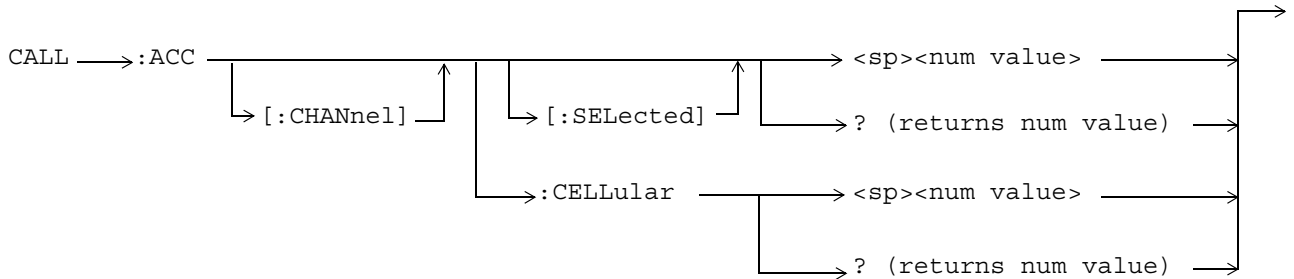 CALL :ACC <sp><num value>
[:CHANnel] [:SELected] ? (returns num value)
:CELLular <sp><num value>
? (returns num value)